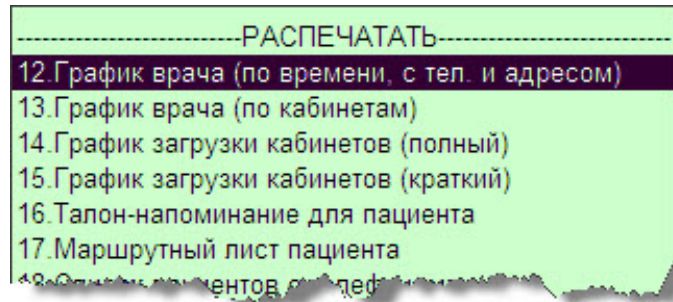 ---------------------------РАСПЕЧАТАТЬ---------------------------
12.График врача (по времени, с тел. и адресом)
13.График врача (по кабинетам)
14.График загрузки кабинетов (полный)
15.График загрузки кабинетов (краткий)
16.Талон-напоминание для пациента
17.Маршрутный лист пациента